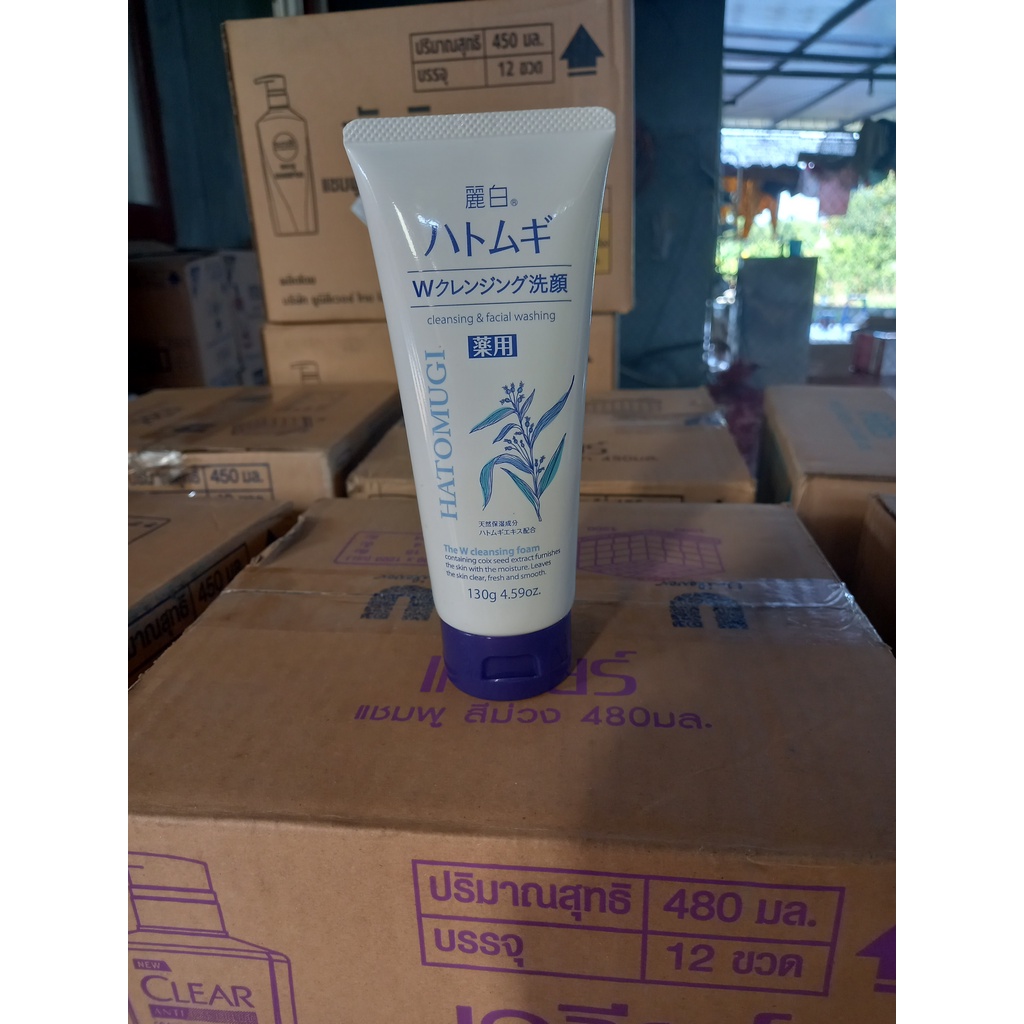 ปริมาณสุทธิ 450 มล.
บรรจุ 12 ขวด
麗白®
ハトムギ
Wクレンジング洗顔
cleansing & facial washing
薬用
HATOMUGI
天然保湿成分
ハトムギエキス配合
The W cleansing foam
containing coix seed extract furnishes
the skin with the moisture. Leaves
the skin clear, fresh and smooth.
130g 4.59oz.
450 มล
แชมพู สีม่วง 480มล.
ปริมาณสุทธิ 480 มล.
บรรจุ 12 ขวด
NEW
CLEAR